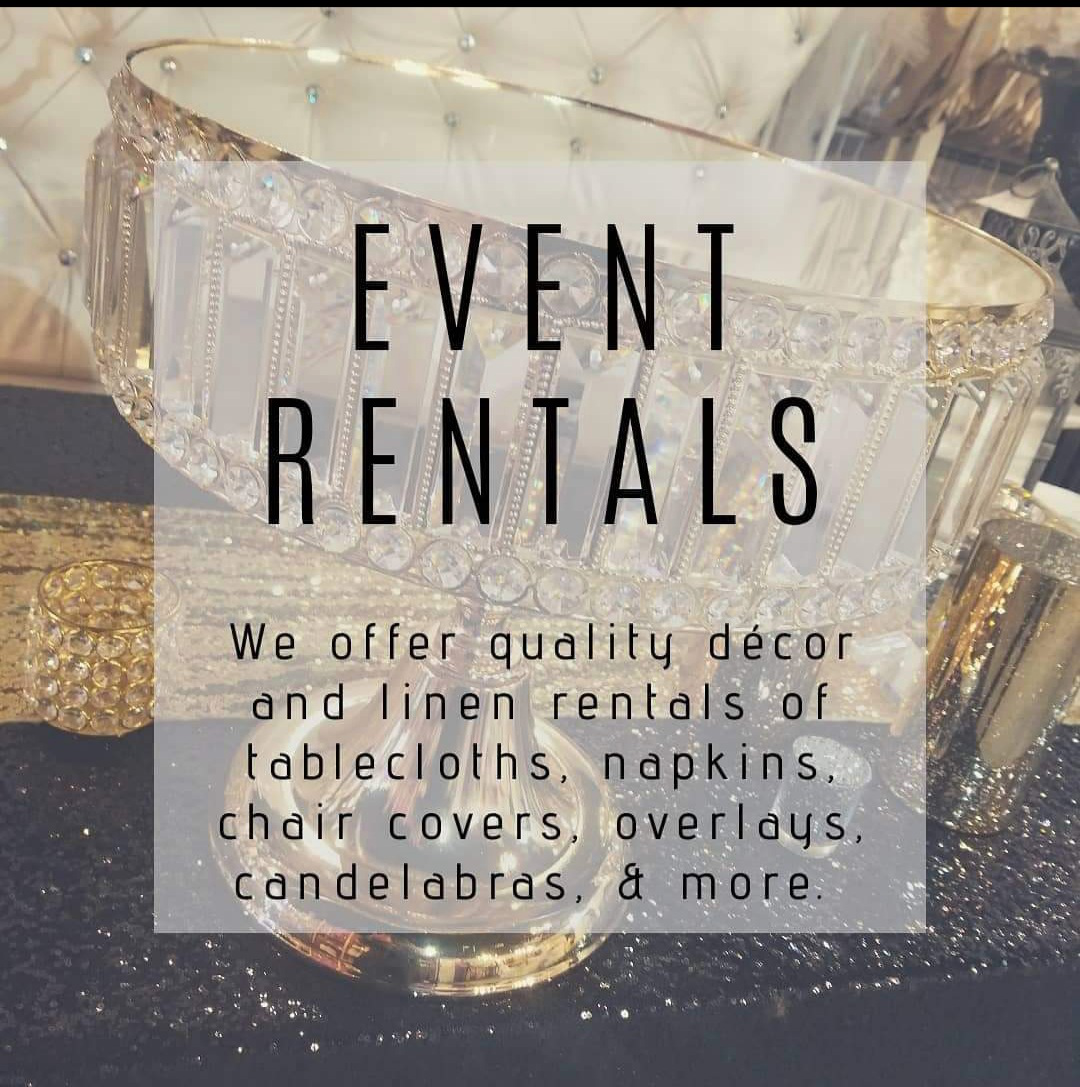 EVENT
RENTALS
We offer quality décor
and linen rentals of
tablecloths, napkins,
chair covers, overlays,
candelabras, & more.